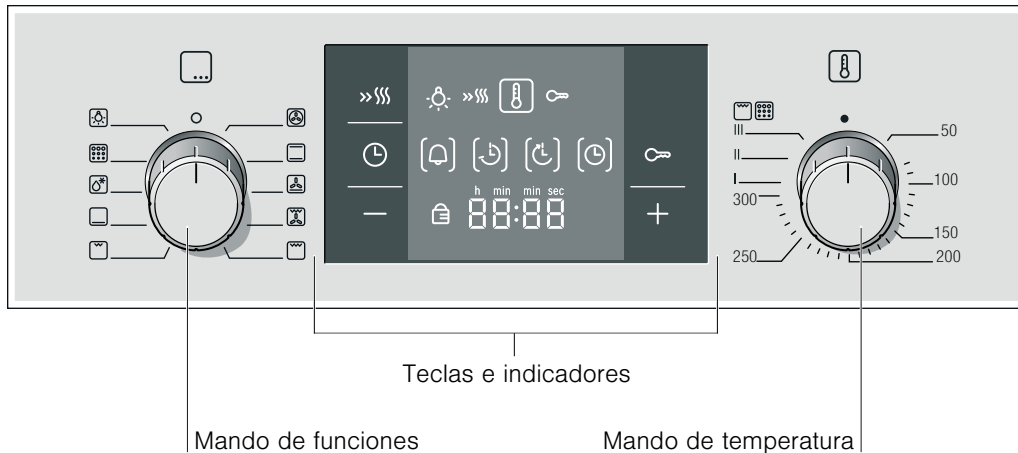 h min min sec
88:88
III
II
I
300
250
50
100
150
200
Teclas e indicadores
Mando de funciones
Mando de temperatura